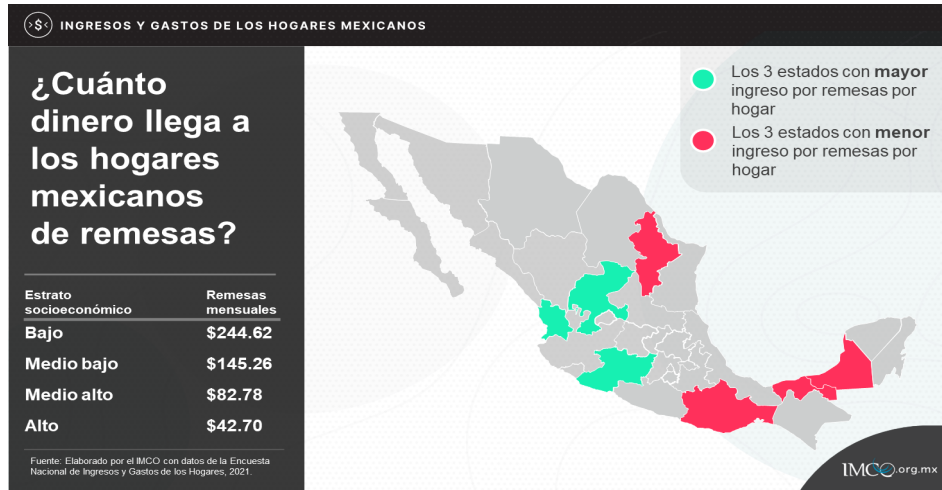 INGRESOS Y GASTOS DE LOS HOGARES MEXICANOS
¿Cuánto
dinero llega a
los hogares
mexicanos
de remesas?
Estrato
socioeconómico
Remesas
mensuales
Bajo $244.62
Medio bajo $145.26
Medio alto $82.78
Alto $42.70
Fuente: Elaborado por el IMCO con datos de la Encuesta
Nacional de Ingresos y Gastos de los Hogares, 2021.
Los 3 estados con mayor
ingreso por remesas por
hogar
Los 3 estados con menor
ingreso por remesas por
hogar
IMCO.org.mx